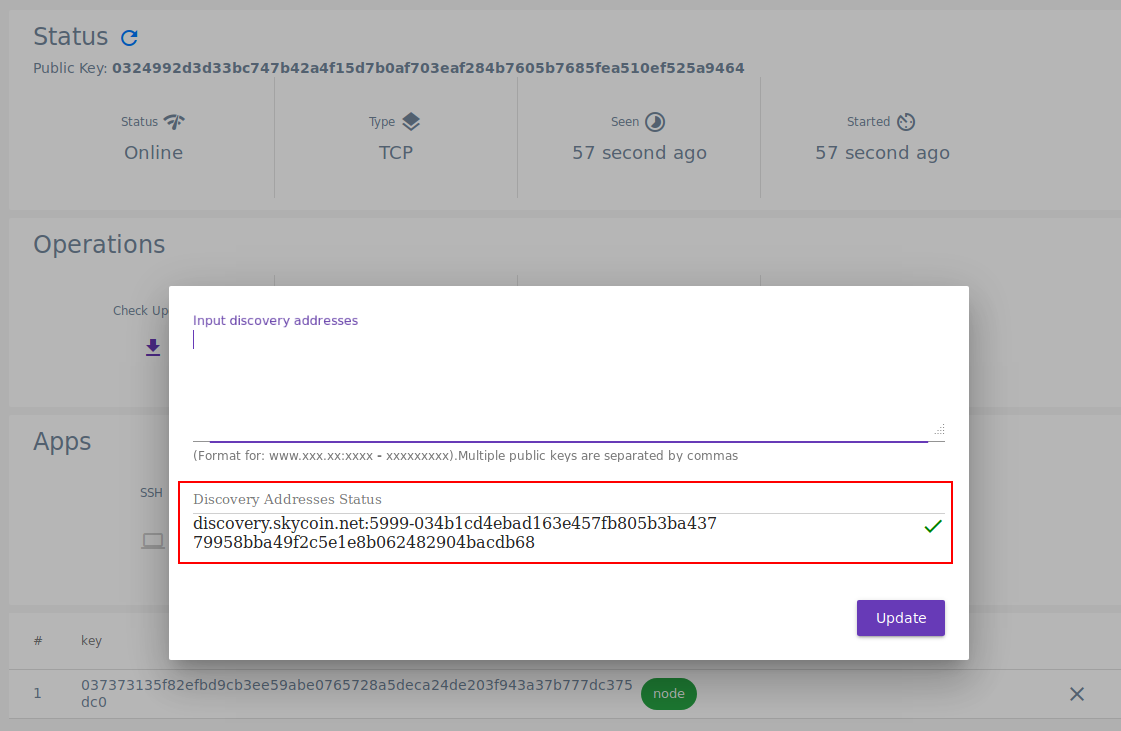 Status
Public Key: 0324992d3d33bc747b42a4f15d7b0af703eaf284b7605b7685fea510ef525a9464
Status
Type
Seen
Started
Online
TCP
57 second ago
57 second ago
Operations
Check Up
Input discovery addresses
(Format for: www.xxx.xx:xxxx - xxxxxxxxx).Multiple public keys are separated by commas
Apps
SSH
Discovery Addresses Status
discovery.skycoin.net:5999-034b1cd4ebad163e457fb805b3ba437
79958bba49f2c5e1e8b062482904bacdb68
Update
# key
1 037373135f82efbd9cb3ee59abe0765728a5deca24de203f943a37b777dc375
dc0
node